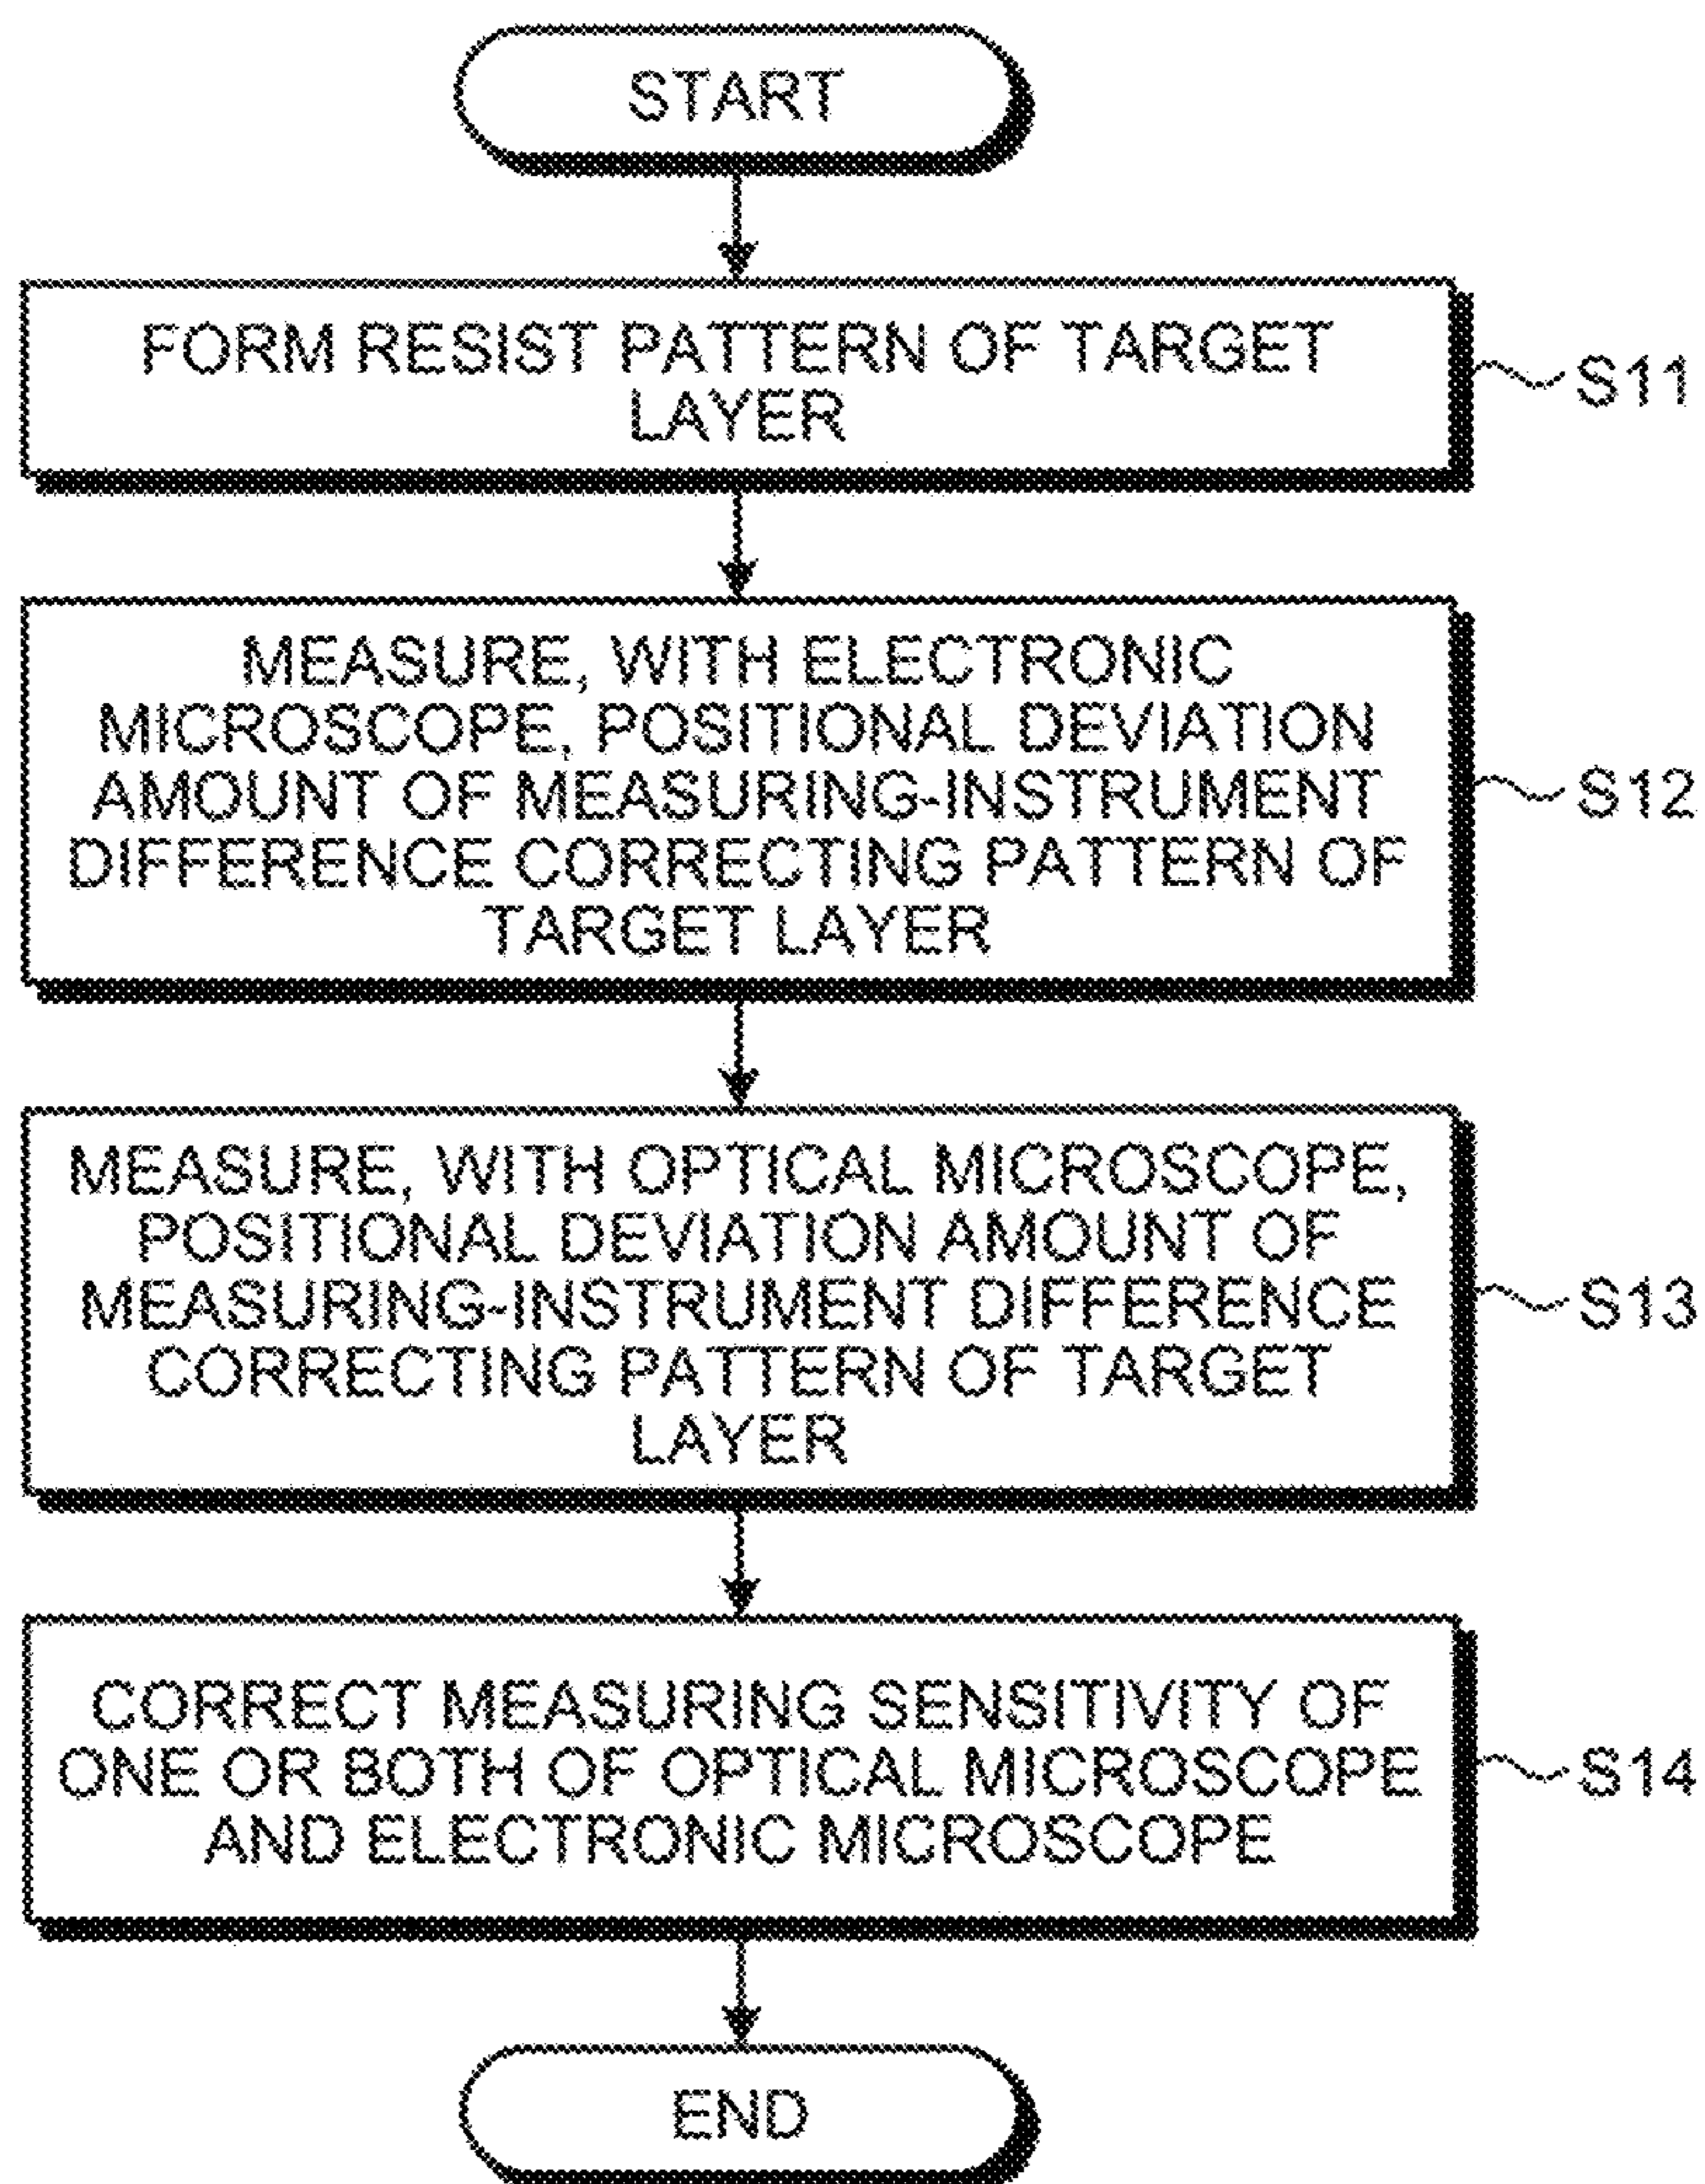 START
FORM RESIST PATTERN OF TARGET
LAYER
S11
MEASURE, WITH ELECTRONIC
MICROSCOPE, POSITIONAL DEVIATION
AMOUNT OF MEASURING-INSTRUMENT
DIFFERENCE CORRECTING PATTERN OF
TARGET LAYER
S12
MEASURE, WITH OPTICAL MICROSCOPE,
POSITIONAL DEVIATION AMOUNT OF
MEASURING-INSTRUMENT DIFFERENCE
CORRECTING PATTERN OF TARGET
LAYER
S13
CORRECT MEASURING SENSITIVITY OF
ONE OR BOTH OF OPTICAL MICROSCOPE
AND ELECTRONIC MICROSCOPE
S14
END